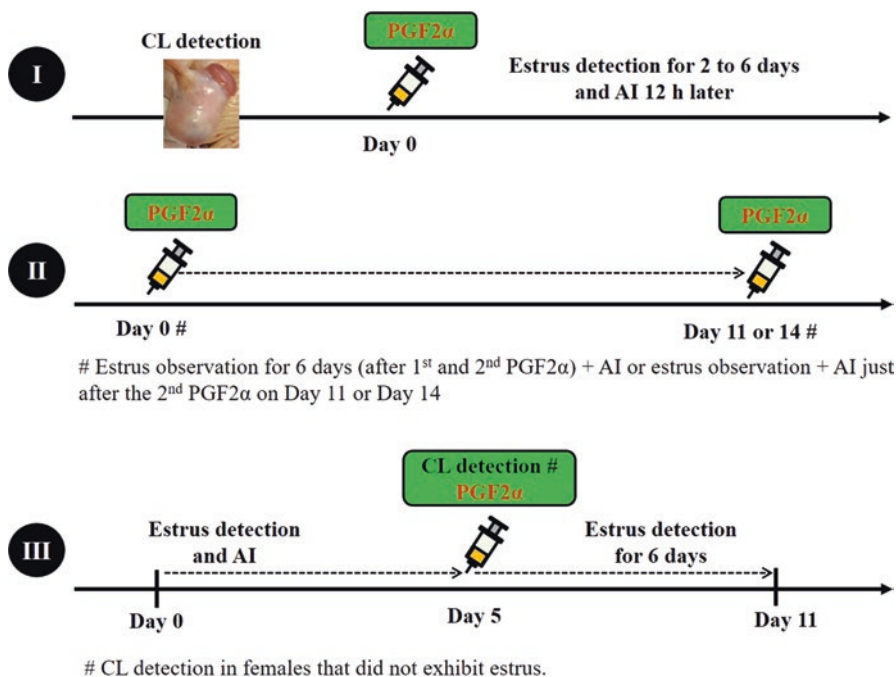 CL detection
PGF2α
I
Estrus detection for 2 to 6 days
and AI 12 h later
Day 0
PGF2α
PGF2α
II
Day 0 #
Day 11 or 14 #
# Estrus observation for 6 days (after 1st and 2nd PGF2α) + AI or estrus observation + AI just
after the 2nd PGF2α on Day 11 or Day 14
CL detection #
PGF2α
III
Estrus detection
and AI
Estrus detection
for 6 days
Day 0
Day 5
Day 11
# CL detection in females that did not exhibit estrus.